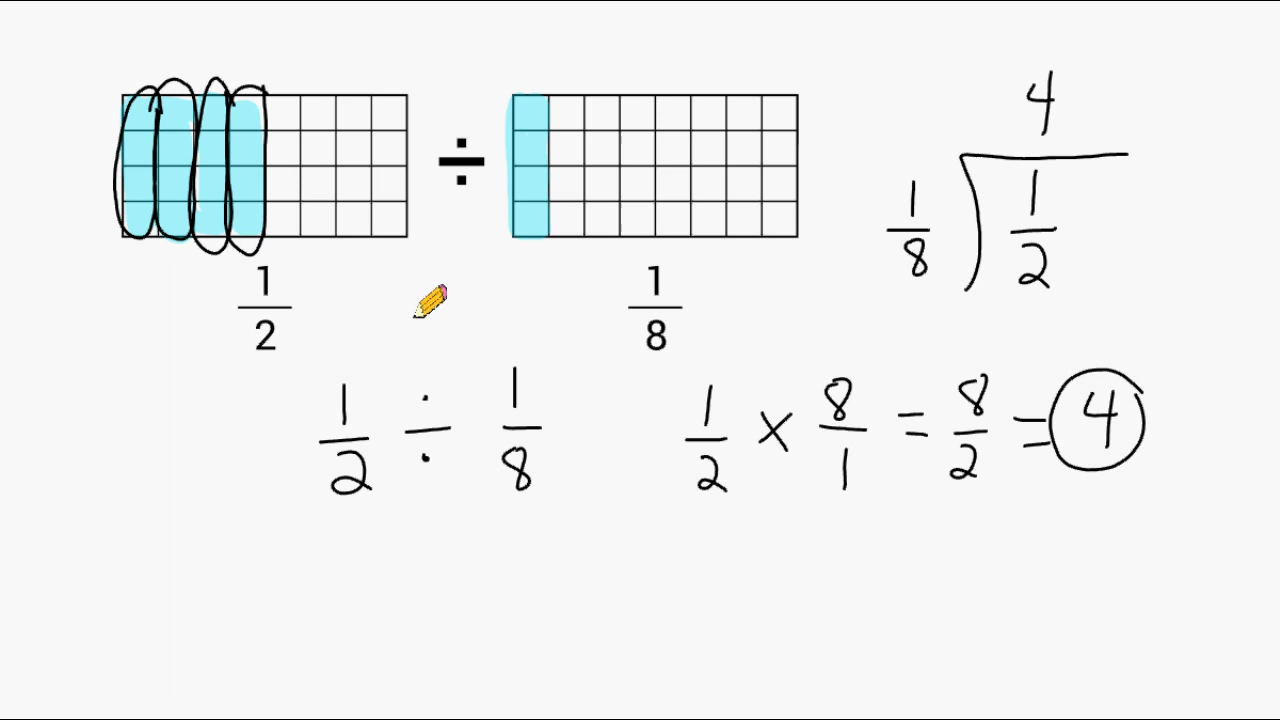 ÷
1/2
1/8
4
1/8 ⟌ 1/2
1/2 ÷ 1/8
1/2 × 8/1 = 8/2 = 4